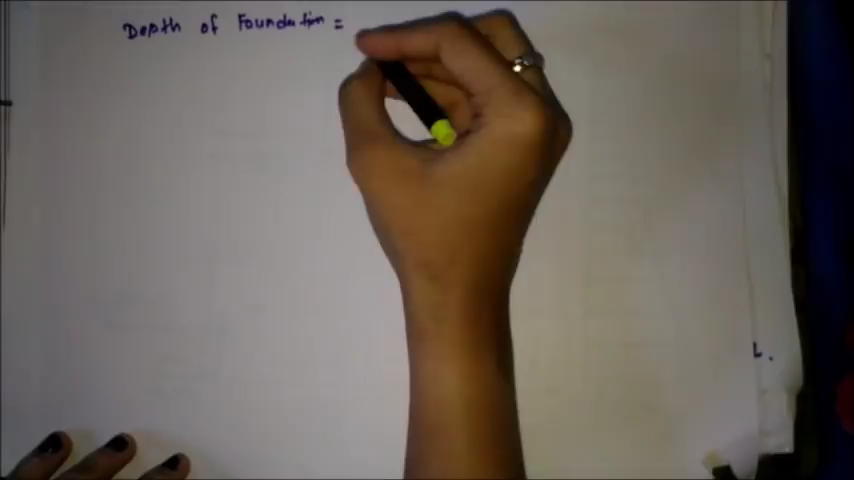 Depth of Foundation =
L.